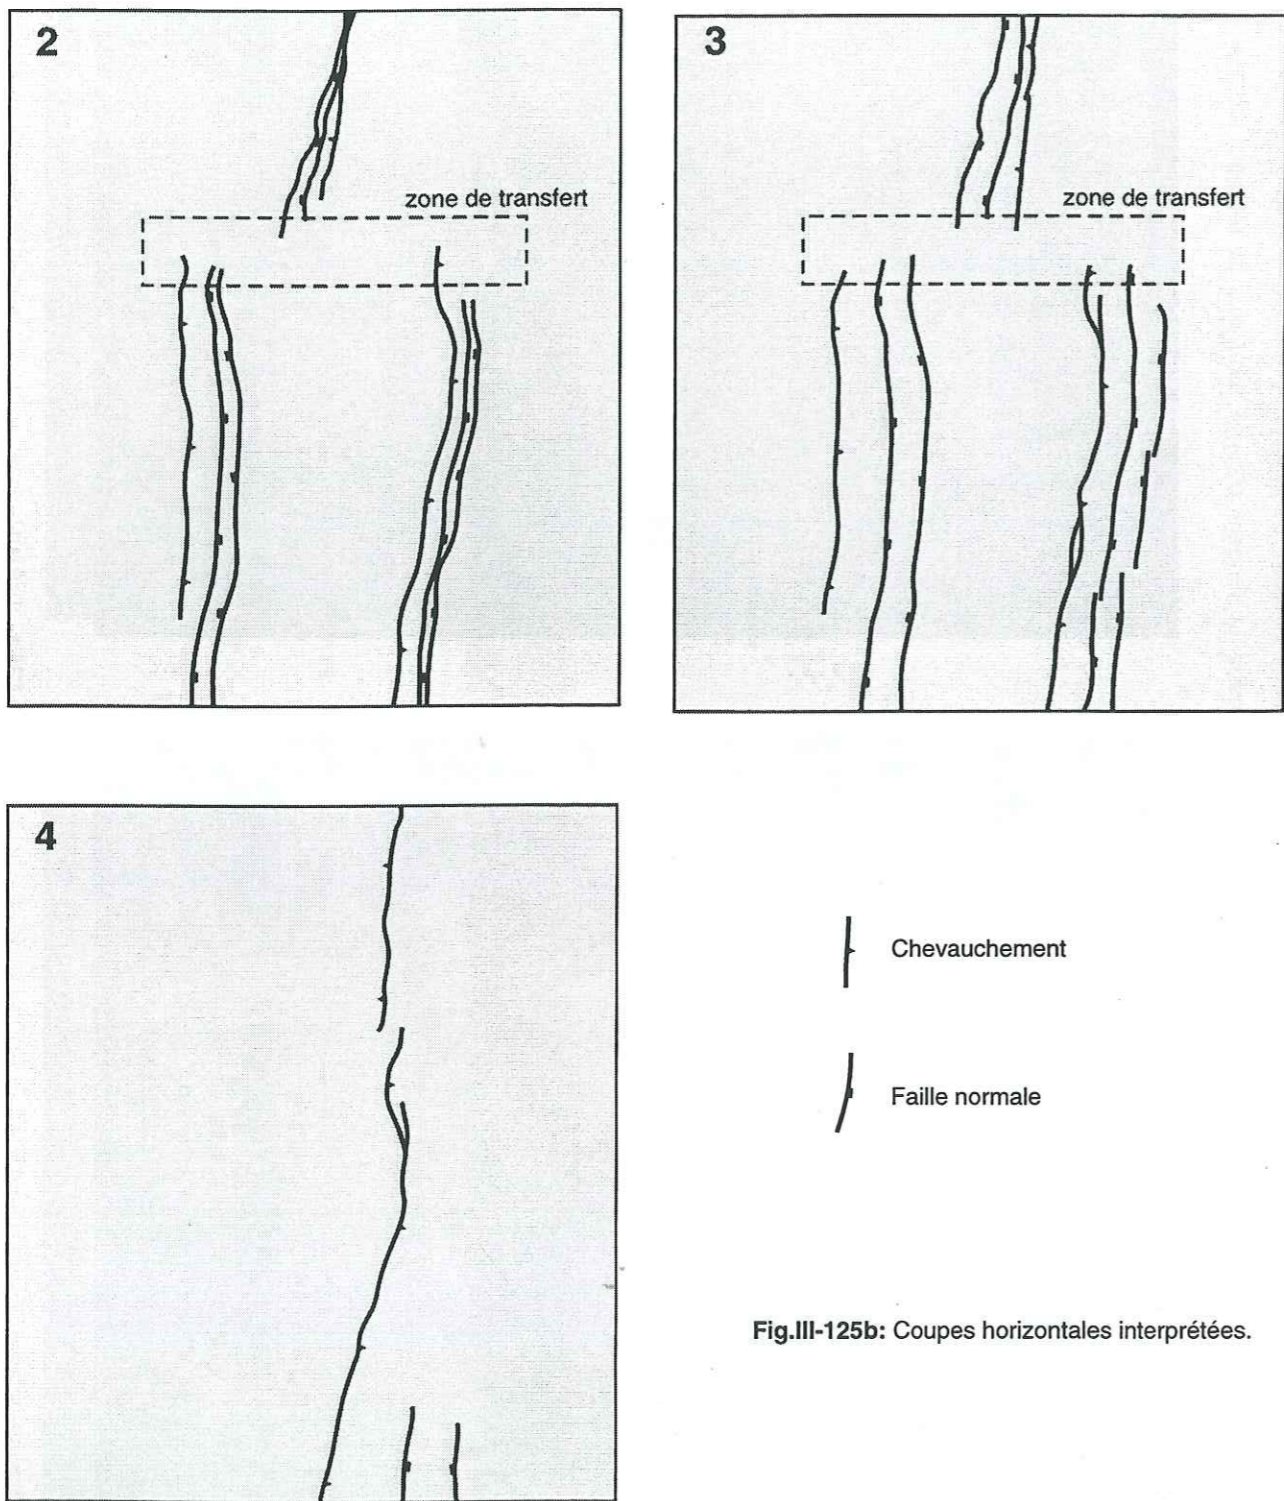 2
3
zone de transfert
zone de transfert
4
Chevauchement
Faille normale
Fig.III-125b: Coupes horizontales interprétées.